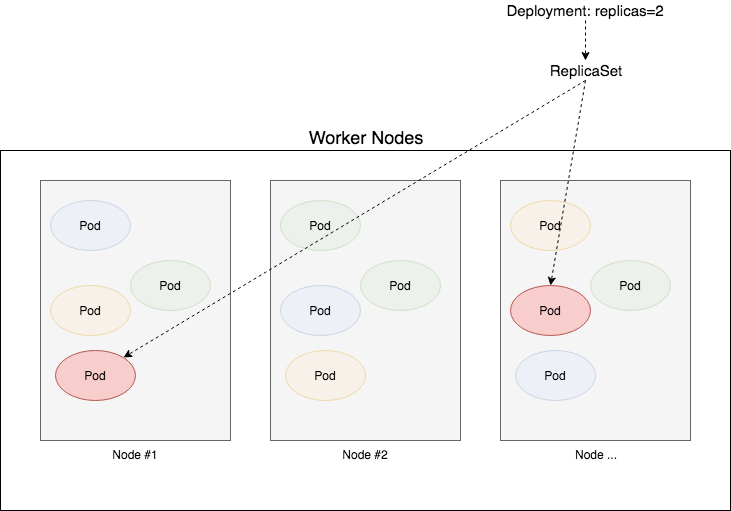 Deployment: replicas=2
ReplicaSet
Worker Nodes
Pod
Pod
Pod
Pod
Node #1
Pod
Pod
Pod
Pod
Node #2
Pod
Pod
Pod
Pod
Node ...